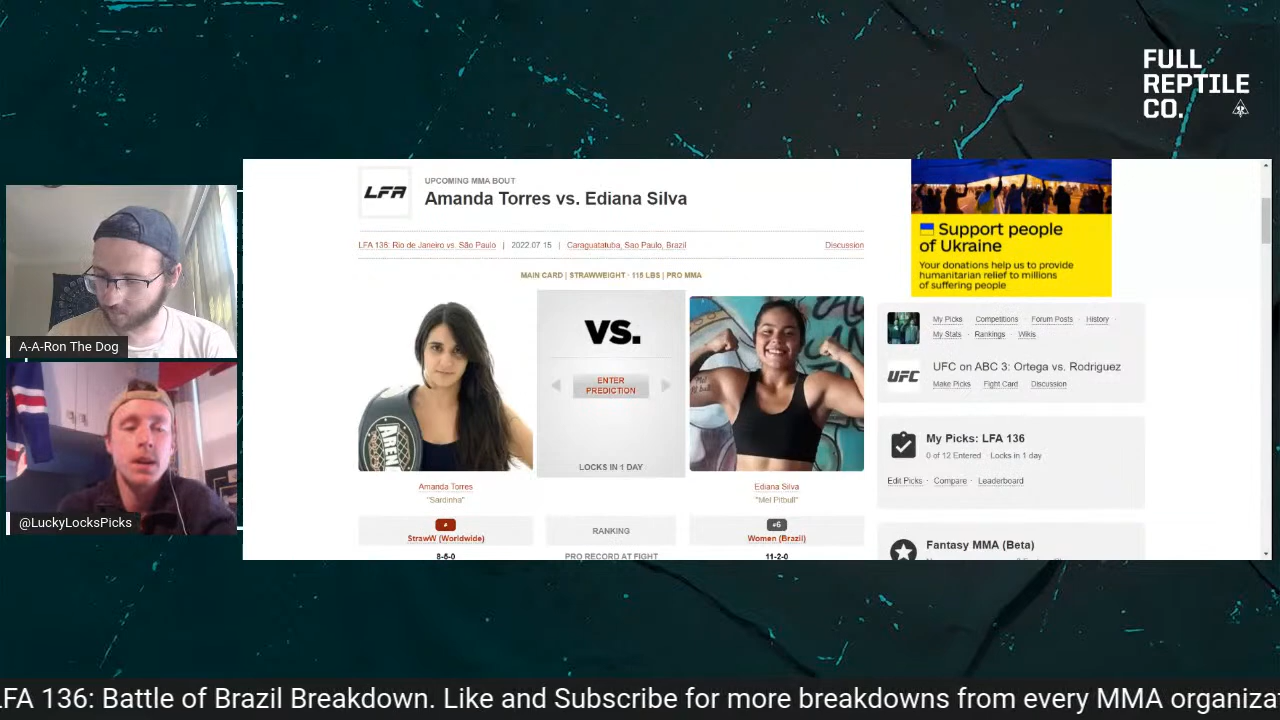 FULL
REPTILE
CO.
LFA
UPCOMING MMA BOUT
Amanda Torres vs. Ediana Silva
LFA 136: Rio de Janeiro vs. São Paulo | 2022.07.15 | Caraguatatuba, Sao Paulo, Brazil Discussion
MAIN CARD | STRAWWEIGHT · 115 LBS | PRO MMA
VS.
ENTER
PREDICTION
LOCKS IN 1 DAY
ARENA
Amanda Torres
"Sardinha"
Ediana Silva
"Mel Pitbull"
#
StrawW (Worldwide)
RANKING
#6
Women (Brazil)
8-6-0 PRO RECORD AT FIGHT 11-2-0
Support people
of Ukraine
Your donations help us to provide
humanitarian relief to millions
of suffering people
My Picks · Competitions · Forum Posts · History ·
My Stats · Rankings · Wikis
UFC
UFC on ABC 3: Ortega vs. Rodriguez
Make Picks · Fight Card · Discussion
My Picks: LFA 136
0 of 12 Entered · Locks in 1 day
Edit Picks · Compare · Leaderboard
Fantasy MMA (Beta)
A-A-Ron The Dog
@LuckyLocksPicks
LFA 136: Battle of Brazil Breakdown. Like and Subscribe for more breakdowns from every MMA organizat